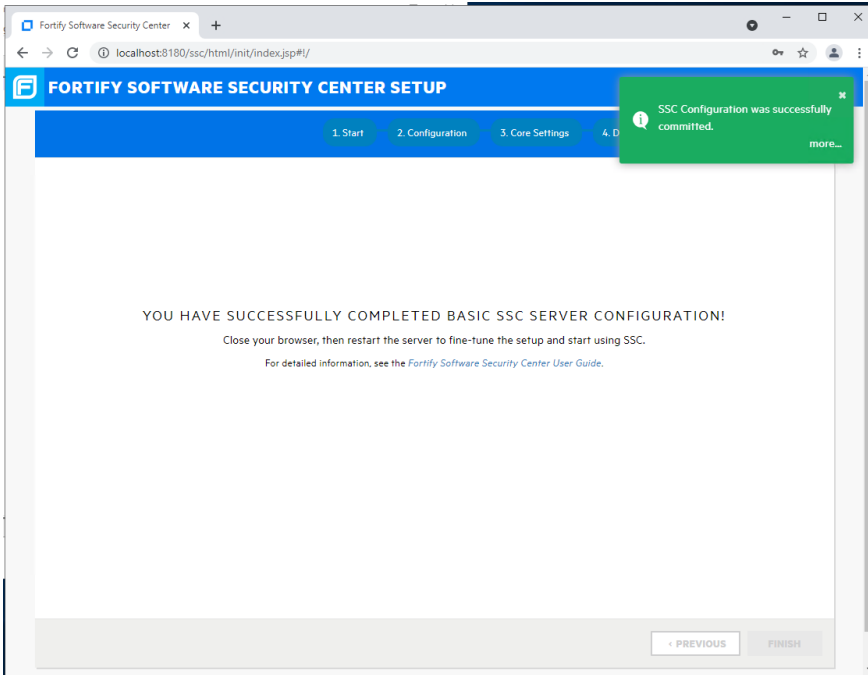 Fortify Software Security Center
localhost:8180/ssc/html/init/index.jsp#!/
FORTIFY SOFTWARE SECURITY CENTER SETUP
SSC Configuration was successfully
committed.
more...
1. Start
2. Configuration
3. Core Settings
4. D
YOU HAVE SUCCESSFULLY COMPLETED BASIC SSC SERVER CONFIGURATION!
Close your browser, then restart the server to fine-tune the setup and start using SSC.
For detailed information, see the Fortify Software Security Center User Guide.
< PREVIOUS
FINISH